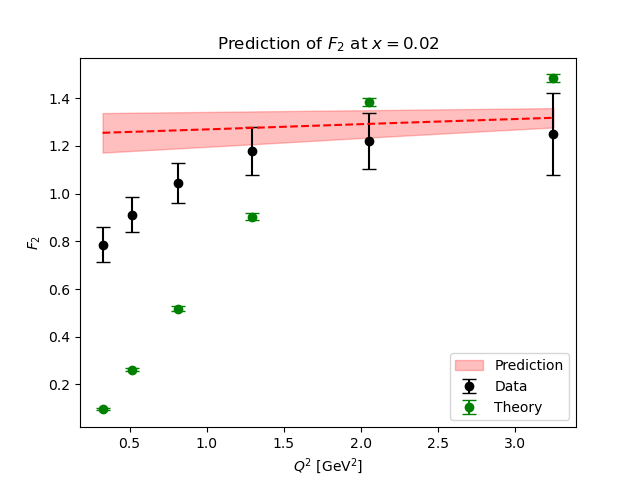 Prediction of $F_2$ at $x = 0.02$
1.4
1.2
1.0
0.8
0.6
0.4
0.2
$F_2$
0.5 1.0 1.5 2.0 2.5 3.0
$Q^2$ [GeV$^2$]
Prediction
Data
Theory